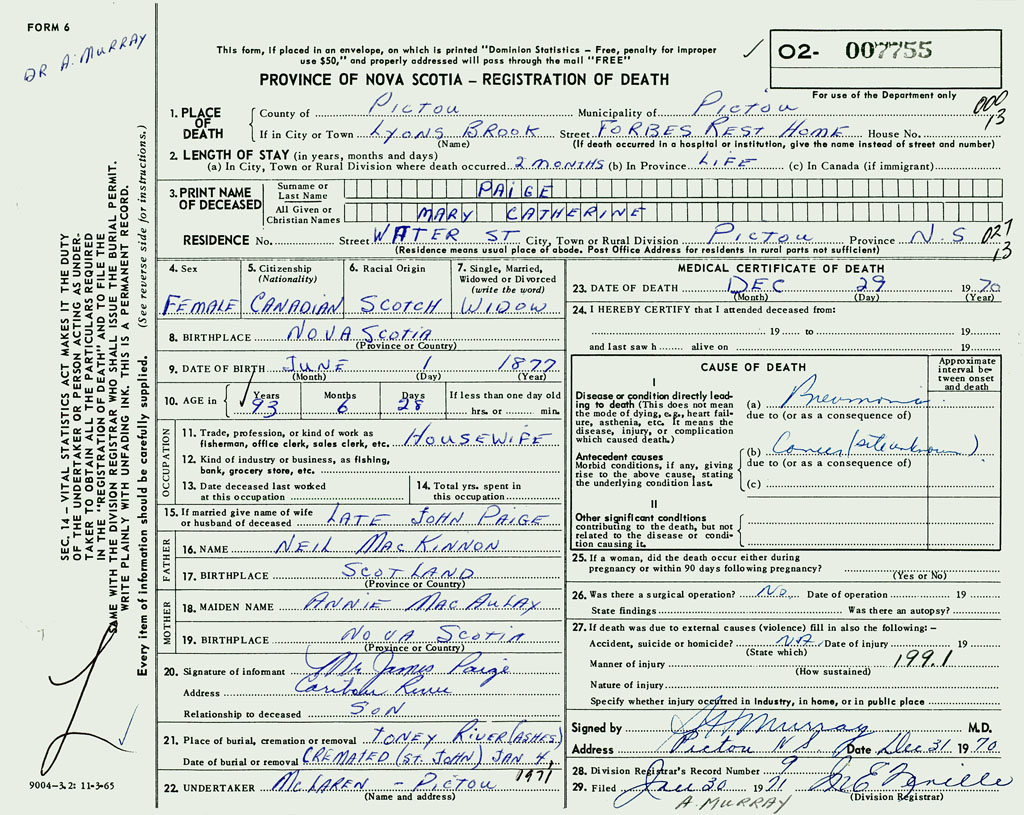 FORM 6
DR A. MURRAY
This form, if placed in an envelope, on which is printed "Dominion Statistics – Free, penalty for improper
use $50," and properly addressed will pass through the mail "FREE"
PROVINCE OF NOVA SCOTIA – REGISTRATION OF DEATH
02- 007755
For use of the Department only
000
13
1. PLACE OF DEATH
County of PICTOU Municipality of PICTOU
If in City or Town LYONS BROOK Street FORBES REST HOME House No.
(Name) (If death occurred in a hospital or institution, give the name instead of street and number)
2. LENGTH OF STAY (in years, months and days)
(a) In City, Town or Rural Division where death occurred 2 MONTHS (b) In Province LIFE (c) In Canada (if immigrant)
3. PRINT NAME OF DECEASED
Surname or Last Name PAIGE
All Given or Christian Names MARY CATHERINE
RESIDENCE No. Street WATER ST City, Town or Rural Division PICTOU Province N.S
027
13
(Residence means usual place of abode. Post Office Address for residents in rural parts not sufficient)
4. Sex
FEMALE
5. Citizenship
(Nationality)
CANADIAN
6. Racial Origin
SCOTCH
7. Single, Married,
Widowed or Divorced
(write the word)
WIDOW
8. BIRTHPLACE NOVA SCOTIA
(Province or Country)
9. DATE OF BIRTH JUNE 1 1877
(Month) (Day) (Year)
10. AGE in
Years Months Days If less than one day old
93 6 28 hrs. or min.
OCCUPATION
11. Trade, profession, or kind of work as
fisherman, office clerk, sales clerk, etc. HOUSEWIFE
12. Kind of industry or business, as fishing,
bank, grocery store, etc.
13. Date deceased last worked
at this occupation
14. Total yrs. spent in
this occupation
15. If married give name of wife
or husband of deceased LATE JOHN PAIGE
FATHER
16. NAME NEIL MACKINNON
17. BIRTHPLACE SCOTLAND
(Province or Country)
MOTHER
18. MAIDEN NAME ANNIE MACAULAY
19. BIRTHPLACE NOVA SCOTIA
(Province or Country)
20. Signature of informant Mr James Paige
Address Caribou River
Relationship to deceased SON
21. Place of burial, cremation or removal TONEY RIVER (ASHES)
Date of burial or removal CREMATED (ST. JOHN) JAN 4,
1971
22. UNDERTAKER MCLAREN - PICTOU
(Name and address)
MEDICAL CERTIFICATE OF DEATH
23. DATE OF DEATH DEC 29 1970
(Month) (Day) (Year)
24. I HEREBY CERTIFY that I attended deceased from:
19 to 19
and last saw h alive on 19
CAUSE OF DEATH
Approximate
interval be-
tween onset
and death
I
Disease or condition directly lead-
ing to death (This does not mean
the mode of dying, e.g., heart fail-
ure, asthenia, etc. It means the
disease, injury, or complication
which caused death.)
(a) Pneumonia
due to (or as a consequence of)
Antecedent causes
Morbid conditions, if any, giving
rise to the above cause, stating
the underlying condition last.
(b) Cancer (site unknown)
due to (or as a consequence of)
(c)
II
Other significant conditions
contributing to the death, but not
related to the disease or condi-
tion causing it.
25. If a woman, did the death occur either during
pregnancy or within 90 days following pregnancy?
(Yes or No)
26. Was there a surgical operation? No Date of operation 19
State findings Was there an autopsy?
27. If death was due to external causes (violence) fill in also the following: –
Accident, suicide or homicide? NA Date of injury 19
(State which)
199.1
Manner of injury
(How sustained)
Nature of injury
Specify whether injury occurred in industry, in home, or in public place
Signed by Murray M.D.
Address Pictou N.S Date Dec 31 1970
28. Division Registrar's Record Number 9
29. Filed Jan 30 1971
(Division Registrar)
A. MURRAY
SEC. 14 – VITAL STATISTICS ACT MAKES IT THE DUTY
OF THE UNDERTAKER OR PERSON ACTING AS UNDER-
TAKER TO OBTAIN ALL THE PARTICULARS REQUIRED
IN THE "REGISTRATION OF DEATH" AND TO FILE THE
SAME WITH THE DIVISION REGISTRAR WHO SHALL ISSUE THE BURIAL PERMIT.
WRITE PLAINLY WITH UNFADING INK. THIS IS A PERMANENT RECORD.
Every item of information should be carefully supplied. (See reverse side for instructions.)
9004–3.2: 11-3-65